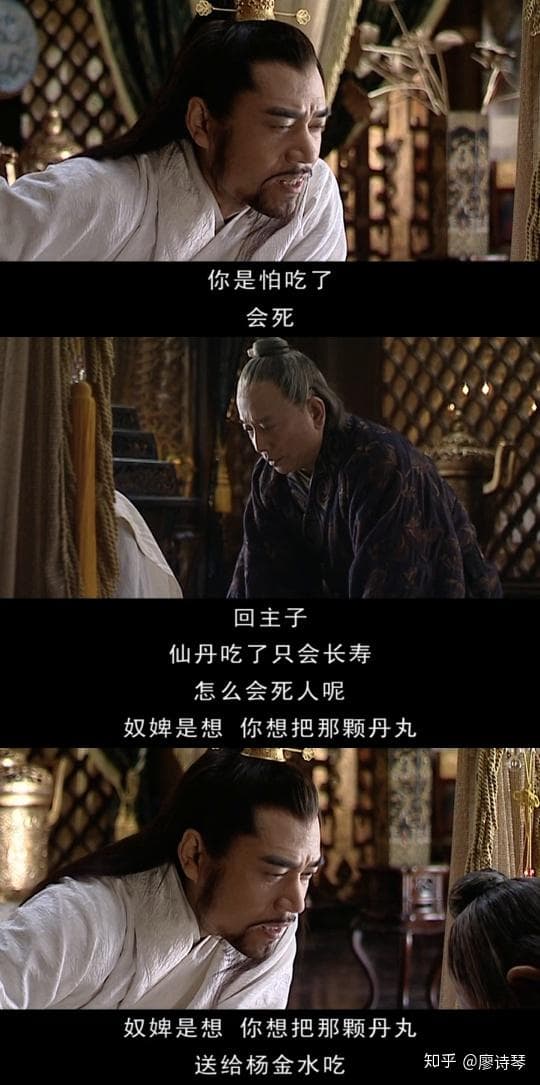 你是怕吃了
会死
回主子
仙丹吃了只会长寿
怎么会死人呢
奴婢是想 你想把那颗丹丸
奴婢是想 你想把那颗丹丸
送给杨金水吃
知乎 @廖诗琴